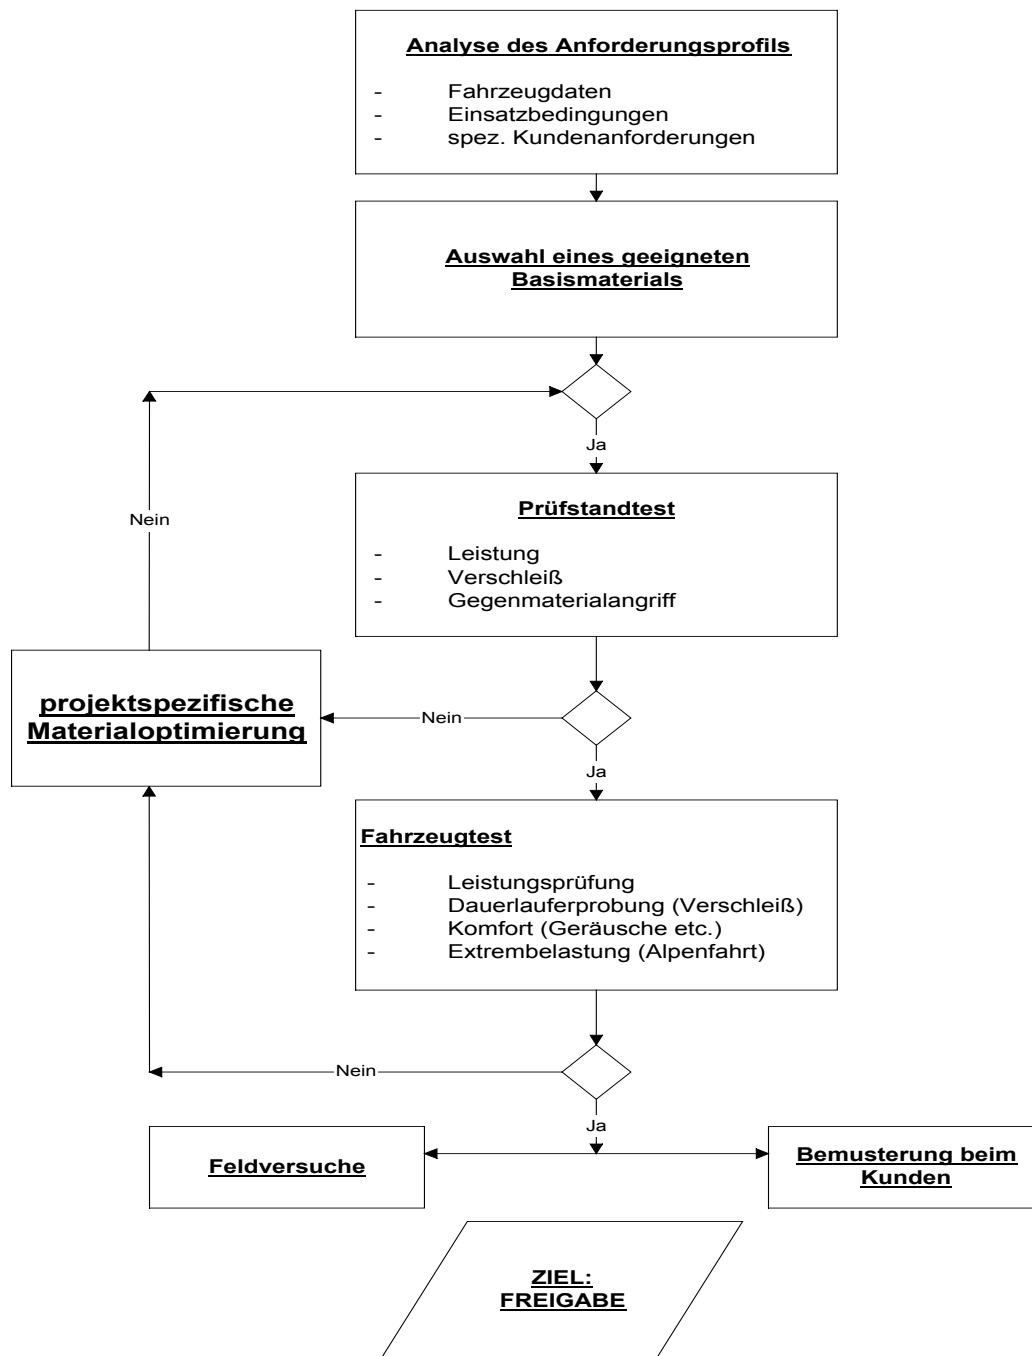 Analyse des Anforderungsprofils
- Fahrzeugdaten
- Einsatzbedingungen
- spez. Kundenanforderungen
Auswahl eines geeigneten
Basismaterials
Ja
Prüfstandtest
- Leistung
- Verschleiß
- Gegenmaterialangriff
Nein
projektspezifische
Materialoptimierung
Nein
Ja
Fahrzeugtest
- Leistungsprüfung
- Dauerlauferprobung (Verschleiß)
- Komfort (Geräusche etc.)
- Extrembelastung (Alpenfahrt)
Nein
Ja
Feldversuche
Bemusterung beim
Kunden
ZIEL:
FREIGABE